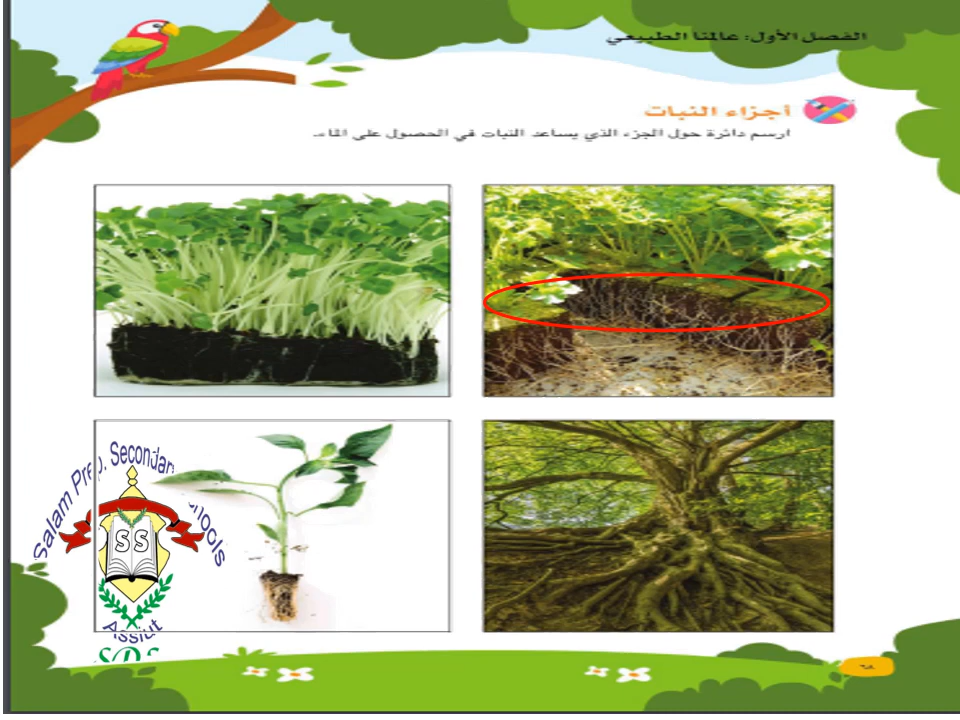 الفصل الأول: عالمنا الطبيعي
أجزاء النبات
ارسم دائرة حول الجزء الذي يساعد النبات في الحصول على الماء.
Salam Prep. Secondary Schools
SS
Assiut
٦٨